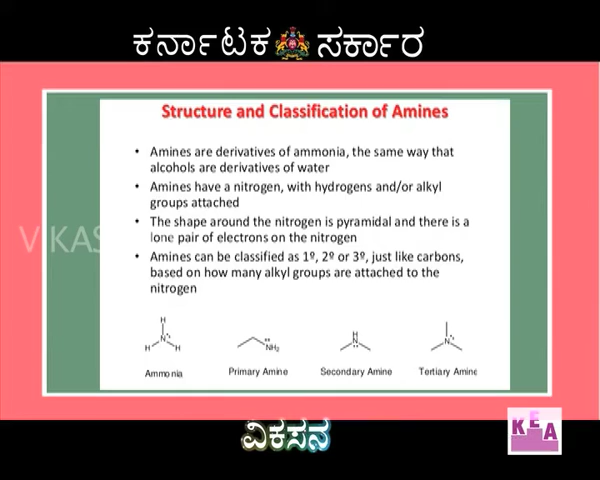 ಕರ್ನಾಟಕ ಸರ್ಕಾರ
Structure and Classification of Amines
• Amines are derivatives of ammonia, the same way that
alcohols are derivatives of water
• Amines have a nitrogen, with hydrogens and/or alkyl
groups attached
• The shape around the nitrogen is pyramidal and there is a
lone pair of electrons on the nitrogen
VIKAS
• Amines can be classified as 1º, 2º or 3º, just like carbons,
based on how many alkyl groups are attached to the
nitrogen
H
N
H H
NH₂
H
N
N
Ammonia Primary Amine Secondary Amine Tertiary Amine
ವಿಕಸನ
KEA